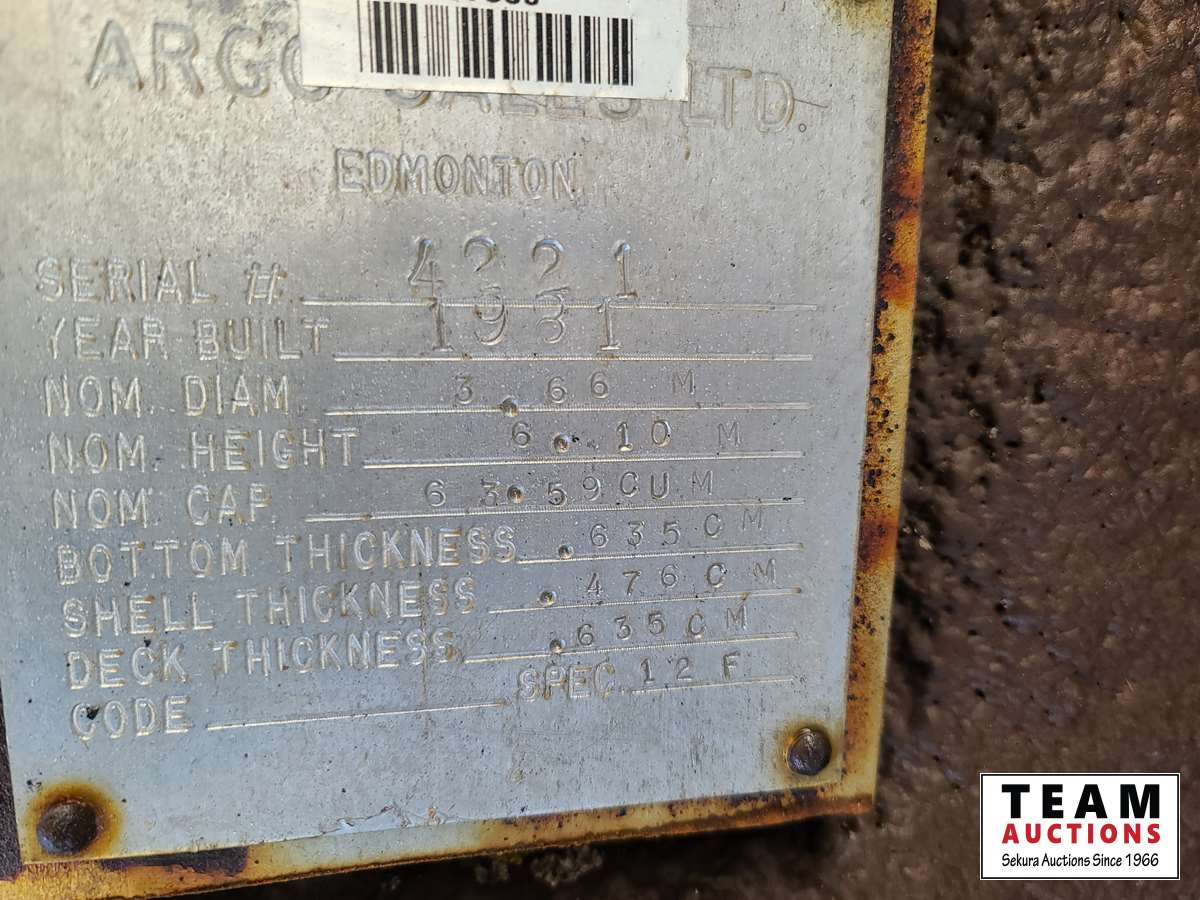 ARGO SALES LTD.
EDMONTON
SERIAL # 4221
YEAR BUILT 1981
NOM. DIAM. 3.66 M
NOM. HEIGHT 6.10 M
NOM. CAP. 63.59 CU M
BOTTOM THICKNESS .635 CM
SHELL THICKNESS .476 CM
DECK THICKNESS .635 CM
CODE SPEC. 12 F
TEAM
AUCTIONS
Sekura Auctions Since 1966